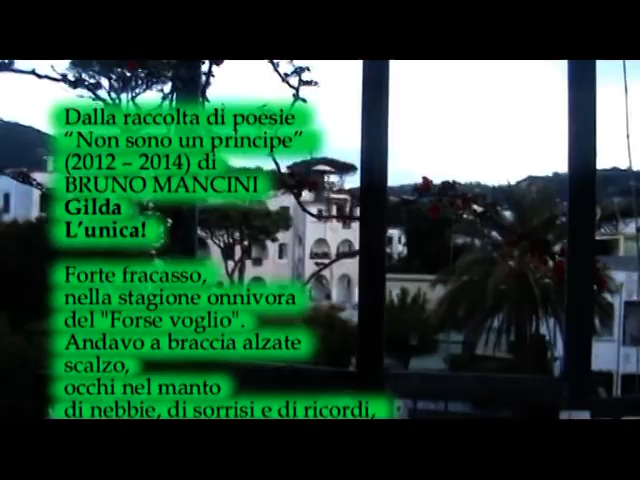 Dalla raccolta di poesie
“Non sono un principe”
(2012 – 2014) di
BRUNO MANCINI
Gilda
L’unica!
Forte fracasso,
nella stagione onnivora
del "Forse voglio".
Andavo a braccia alzate
scalzo,
occhi nel manto
di nebbie, di sorrisi e di ricordi,